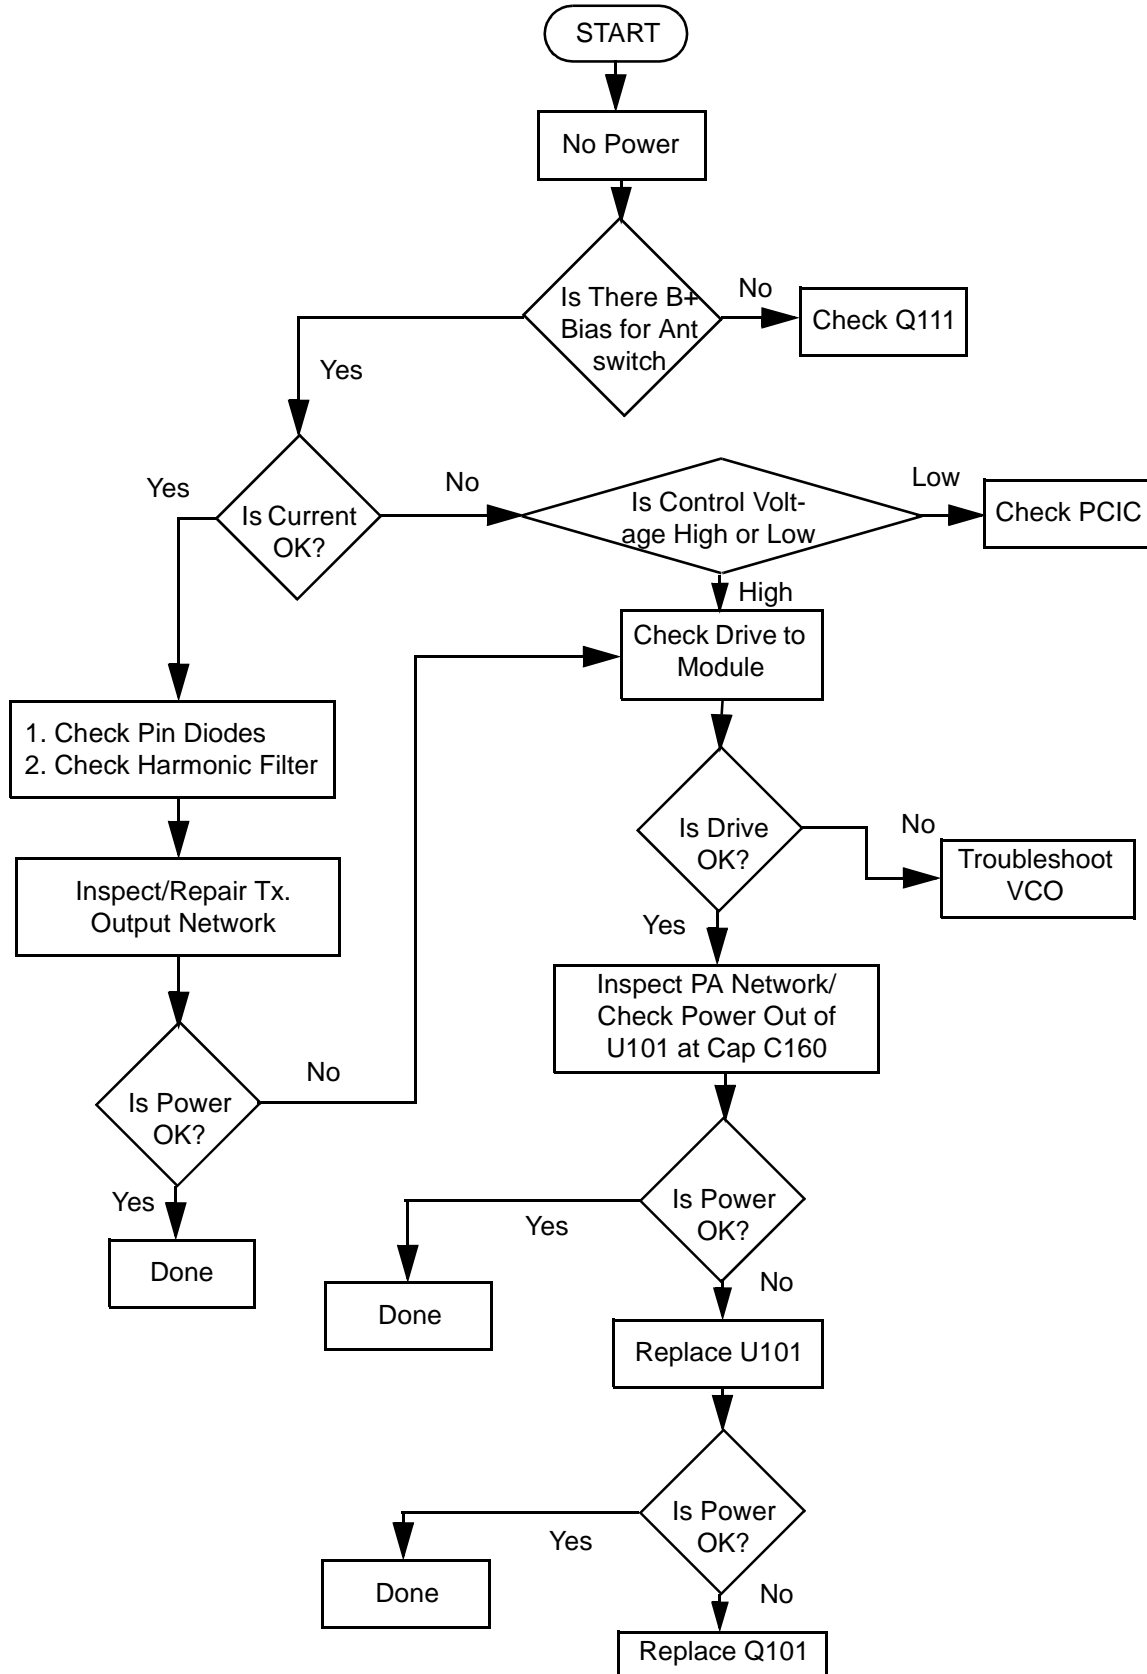 START
No Power
Is There B+
Bias for Ant
switch
No
Check Q111
Yes
Is Current
OK?
Yes
No
Is Control Volt-
age High or Low
Low
Check PCIC
High
Check Drive to
Module
1. Check Pin Diodes
2. Check Harmonic Filter
Is Drive
OK?
No
Troubleshoot
VCO
Yes
Inspect/Repair Tx.
Output Network
Inspect PA Network/
Check Power Out of
U101 at Cap C160
Is Power
OK?
No
Yes
Done
Is Power
OK?
Yes
Done
No
Replace U101
Is Power
OK?
Yes
Done
No
Replace Q101